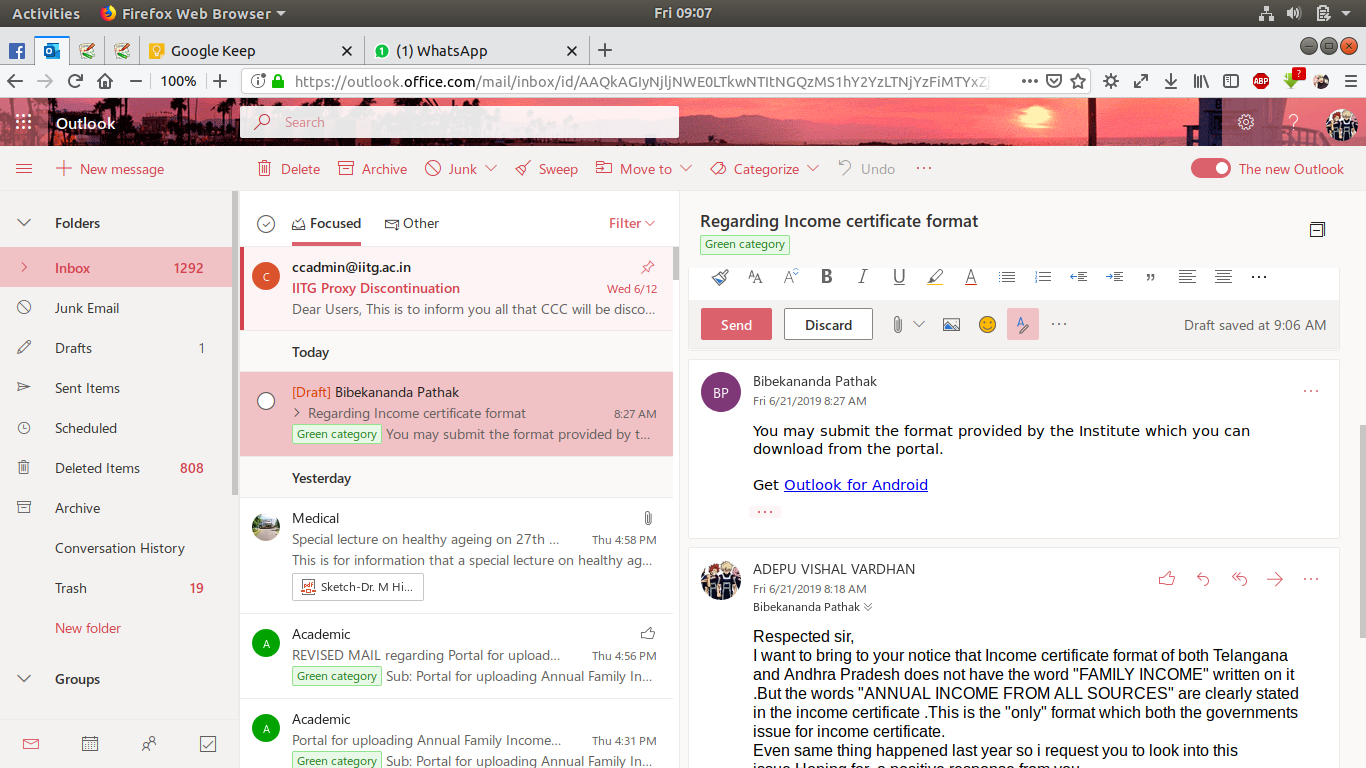 Activities Firefox Web Browser Fri 09:07
Google Keep (1) WhatsApp
100% https://outlook.office.com/mail/inbox/id/
ABP ?
Outlook Search ?
New message Delete Archive Junk Sweep Move to Categorize Undo The new Outlook
Folders
Inbox 1292
Junk Email
Drafts 1
Sent Items
Scheduled
Deleted Items 808
Archive
Conversation History
Trash 19
New folder
Groups
Focused Other Filter
C ccadmin@iitg.ac.in
IITG Proxy Discontinuation Wed 6/12
Dear Users, This is to inform you all that CCC will be disco...
Today
[Draft] Bibekananda Pathak
Regarding Income certificate format 8:27 AM
Green category You may submit the format provided by t...
Yesterday
Medical
Special lecture on healthy ageing on 27th ... Thu 4:58 PM
This is for information that a special lecture on healthy ag...
pdf Sketch-Dr. M Hi...
A Academic
REVISED MAIL regarding Portal for upload... Thu 4:56 PM
Green category Sub: Portal for uploading Annual Family In...
A Academic
Portal for uploading Annual Family Income... Thu 4:31 PM
Green category Sub: Portal for uploading Annual Family In...
Regarding Income certificate format
Green category
B I U A
Send Discard Draft saved at 9:06 AM
BP Bibekananda Pathak
Fri 6/21/2019 8:27 AM
You may submit the format provided by the Institute which you can
download from the portal.
Get Outlook for Android
...
ADEPU VISHAL VARDHAN
Fri 6/21/2019 8:18 AM
Bibekananda Pathak
Respected sir,
I want to bring to your notice that Income certificate format of both Telangana
and Andhra Pradesh does not have the word "FAMILY INCOME" written on it
.But the words "ANNUAL INCOME FROM ALL SOURCES" are clearly stated
in the income certificate .This is the "only" format which both the governments
issue for income certificate.
Even same thing happened last year so i request you to look into this
issue.Hoping for a positive response from you